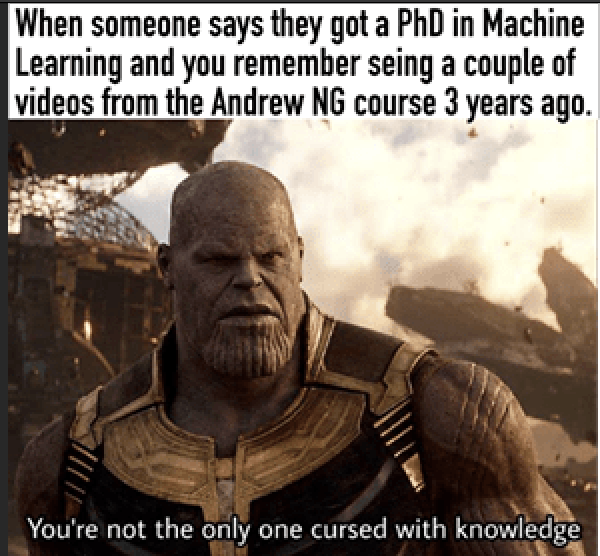 When someone says they got a PhD in Machine
Learning and you remember seing a couple of
videos from the Andrew NG course 3 years ago.
You're not the only one cursed with knowledge